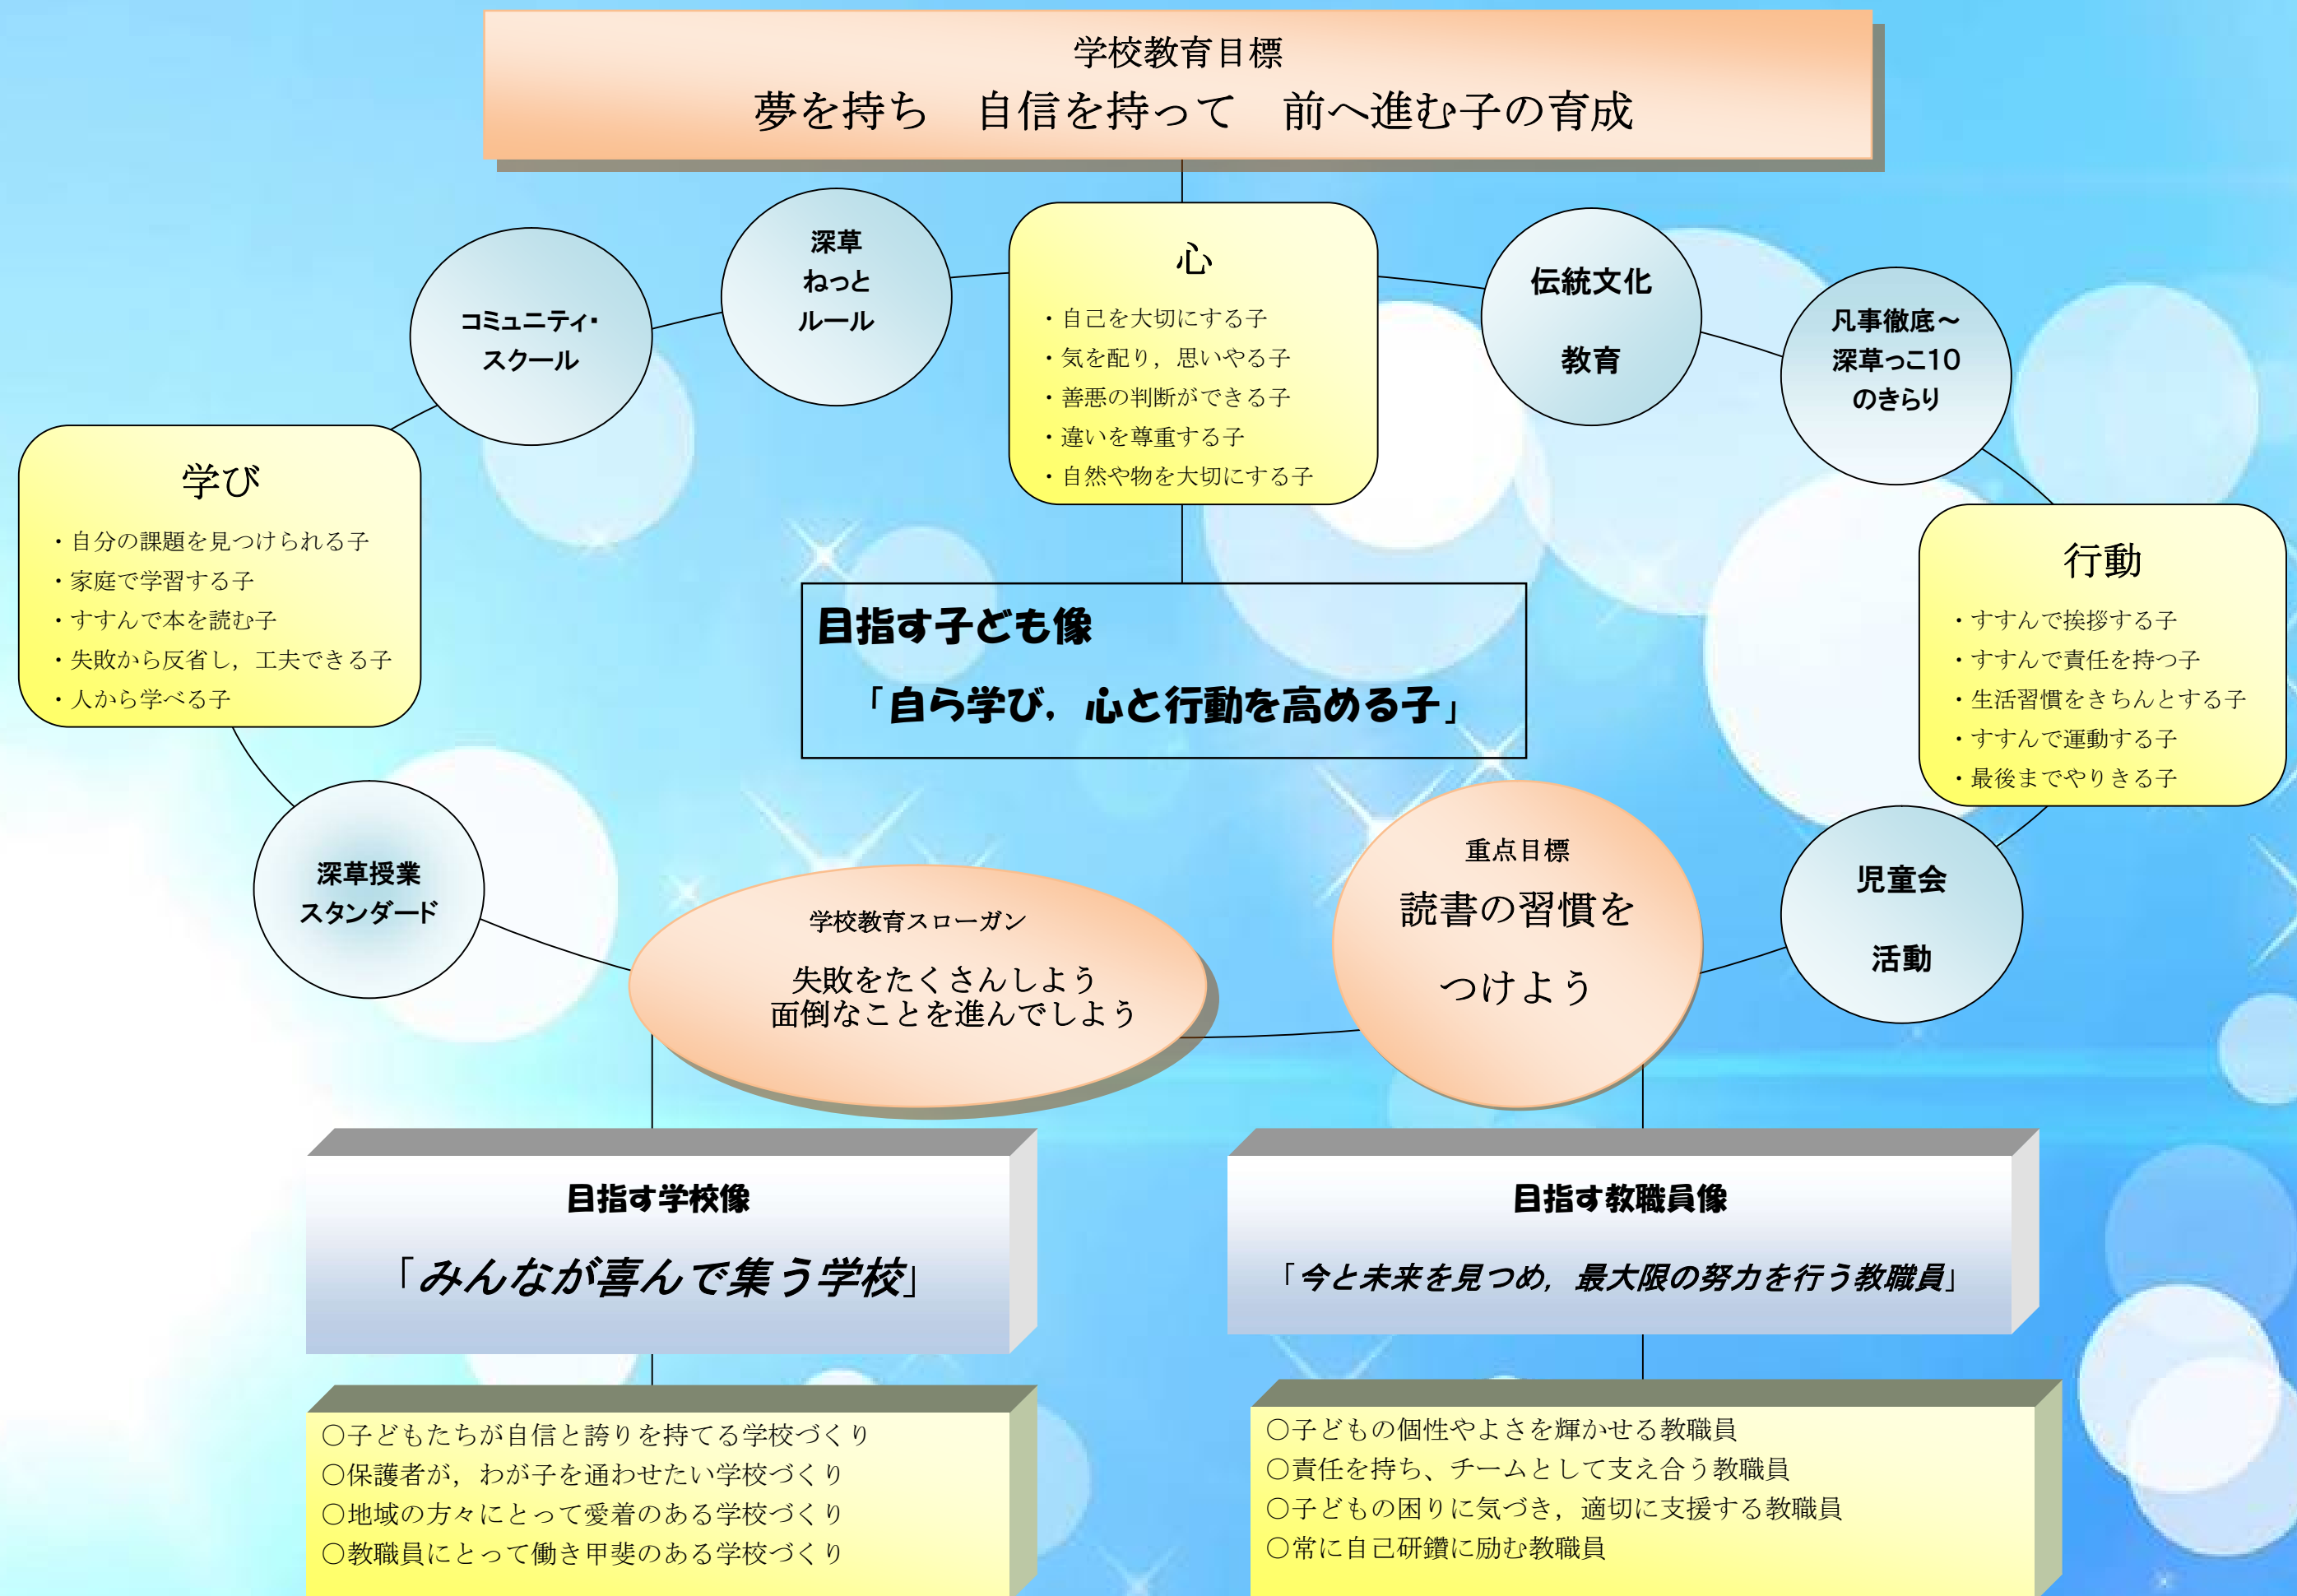 学校教育目標
夢を持ち　自信を持って　前へ進む子の育成
コミュニティ・
スクール
深草
ねっと
ルール
心
・自己を大切にする子
・気を配り，思いやる子
・善悪の判断ができる子
・違いを尊重する子
・自然や物を大切にする子
伝統文化
教育
凡事徹底～
深草っこ10
のきらり
学び
・自分の課題を見つけられる子
・家庭で学習する子
・すすんで本を読む子
・失敗から反省し，工夫できる子
・人から学べる子
目指す子ども像
「自ら学び，心と行動を高める子」
行動
・すすんで挨拶する子
・すすんで責任を持つ子
・生活習慣をきちんとする子
・すすんで運動する子
・最後までやりきる子
深草授業
スタンダード
学校教育スローガン
失敗をたくさんしよう
面倒なことを進んでしよう
重点目標
読書の習慣を
つけよう
児童会
活動
目指す学校像
「みんなが喜んで集う学校」
目指す教職員像
「今と未来を見つめ，最大限の努力を行う教職員」
○子どもたちが自信と誇りを持てる学校づくり
○保護者が，わが子を通わせたい学校づくり
○地域の方々にとって愛着のある学校づくり
○教職員にとって働き甲斐のある学校づくり
○子どもの個性やよさを輝かせる教職員
○責任を持ち、チームとして支え合う教職員
○子どもの困りに気づき，適切に支援する教職員
○常に自己研鑽に励む教職員